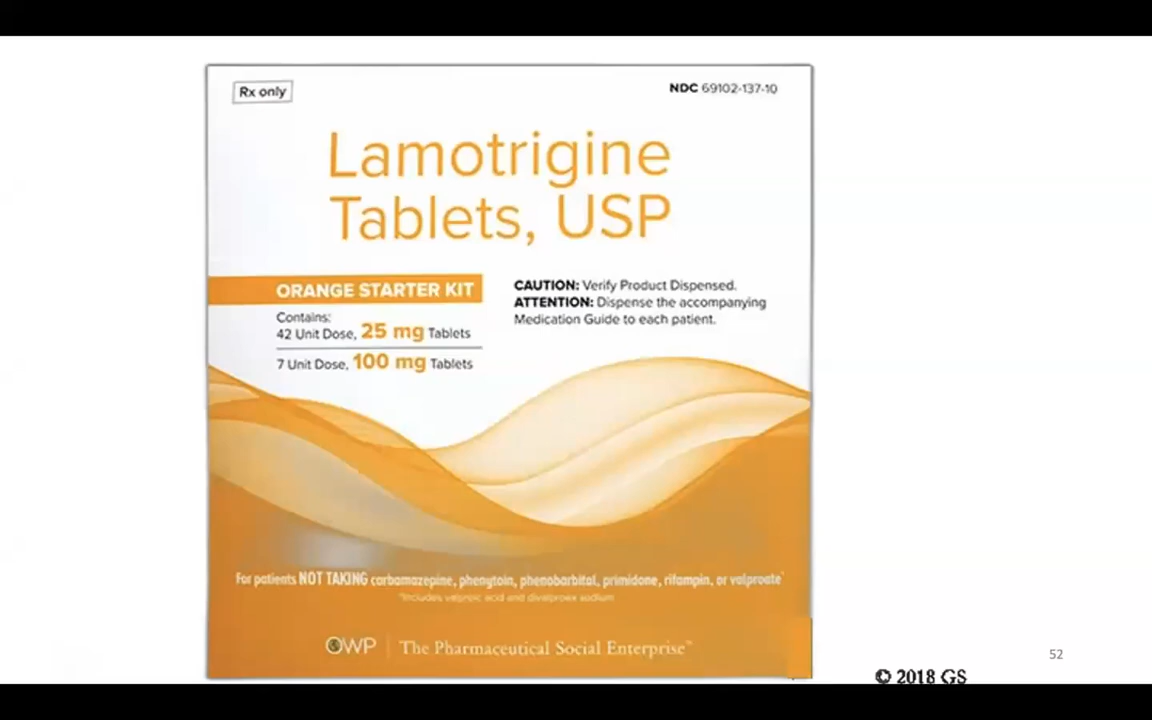 Rx only
NDC 69102-137-10
Lamotrigine
Tablets, USP
ORANGE STARTER KIT
Contains:
42 Unit Dose, 25 mg Tablets
7 Unit Dose, 100 mg Tablets
CAUTION: Verify Product Dispensed.
ATTENTION: Dispense the accompanying
Medication Guide to each patient.
For patients NOT TAKING carbamazepine, phenytoin, phenobarbital, primidone, rifampin, or valproate*
*Includes valproic acid and divalproex sodium
OWP | The Pharmaceutical Social Enterprise™
52
© 2018 GS